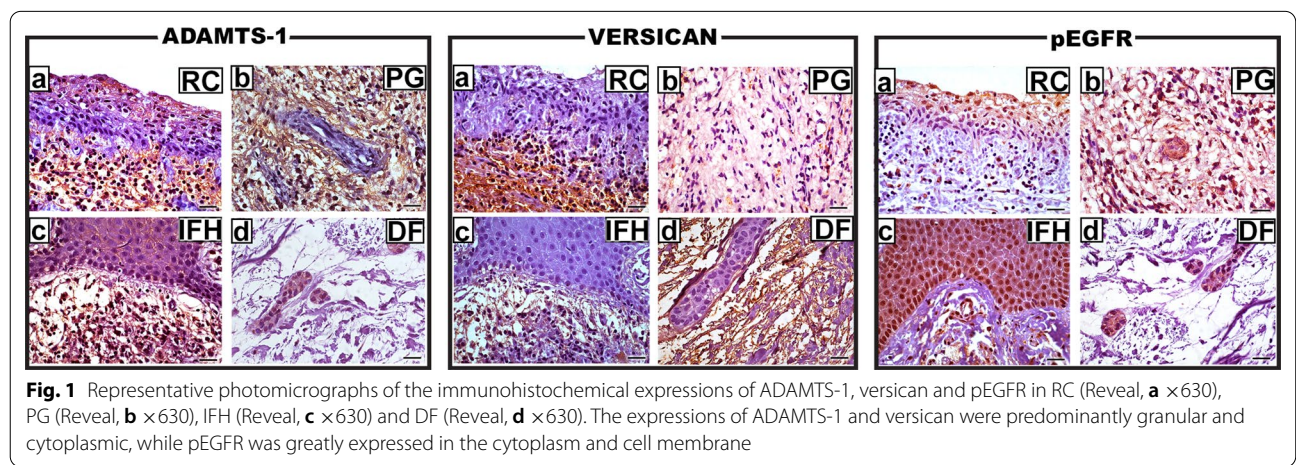 ADAMTS-1
VERSICAN
pEGFR
a RC b PG
a RC b PG
a RC b PG
c IFH d DF
c IFH d DF
c IFH d DF
Fig. 1 Representative photomicrographs of the immunohistochemical expressions of ADAMTS-1, versican and pEGFR in RC (Reveal, a ×630),
PG (Reveal, b ×630), IFH (Reveal, c ×630) and DF (Reveal, d ×630). The expressions of ADAMTS-1 and versican were predominantly granular and
cytoplasmic, while pEGFR was greatly expressed in the cytoplasm and cell membrane